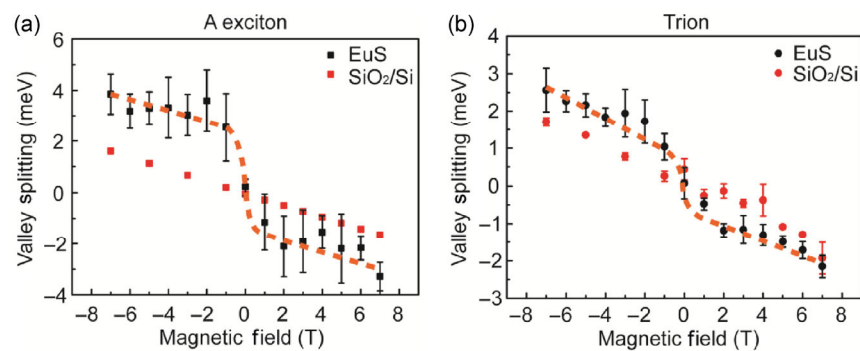 (a)
A exciton
EuS
SiO₂/Si
Valley splitting (meV)
6
4
2
0
−2
−4
−8 −6 −4 −2 0 2 4 6 8
Magnetic field (T)
(b)
Trion
EuS
SiO₂/Si
Valley splitting (meV)
4
3
2
1
0
−1
−2
−3
−8 −6 −4 −2 0 2 4 6 8
Magnetic field (T)